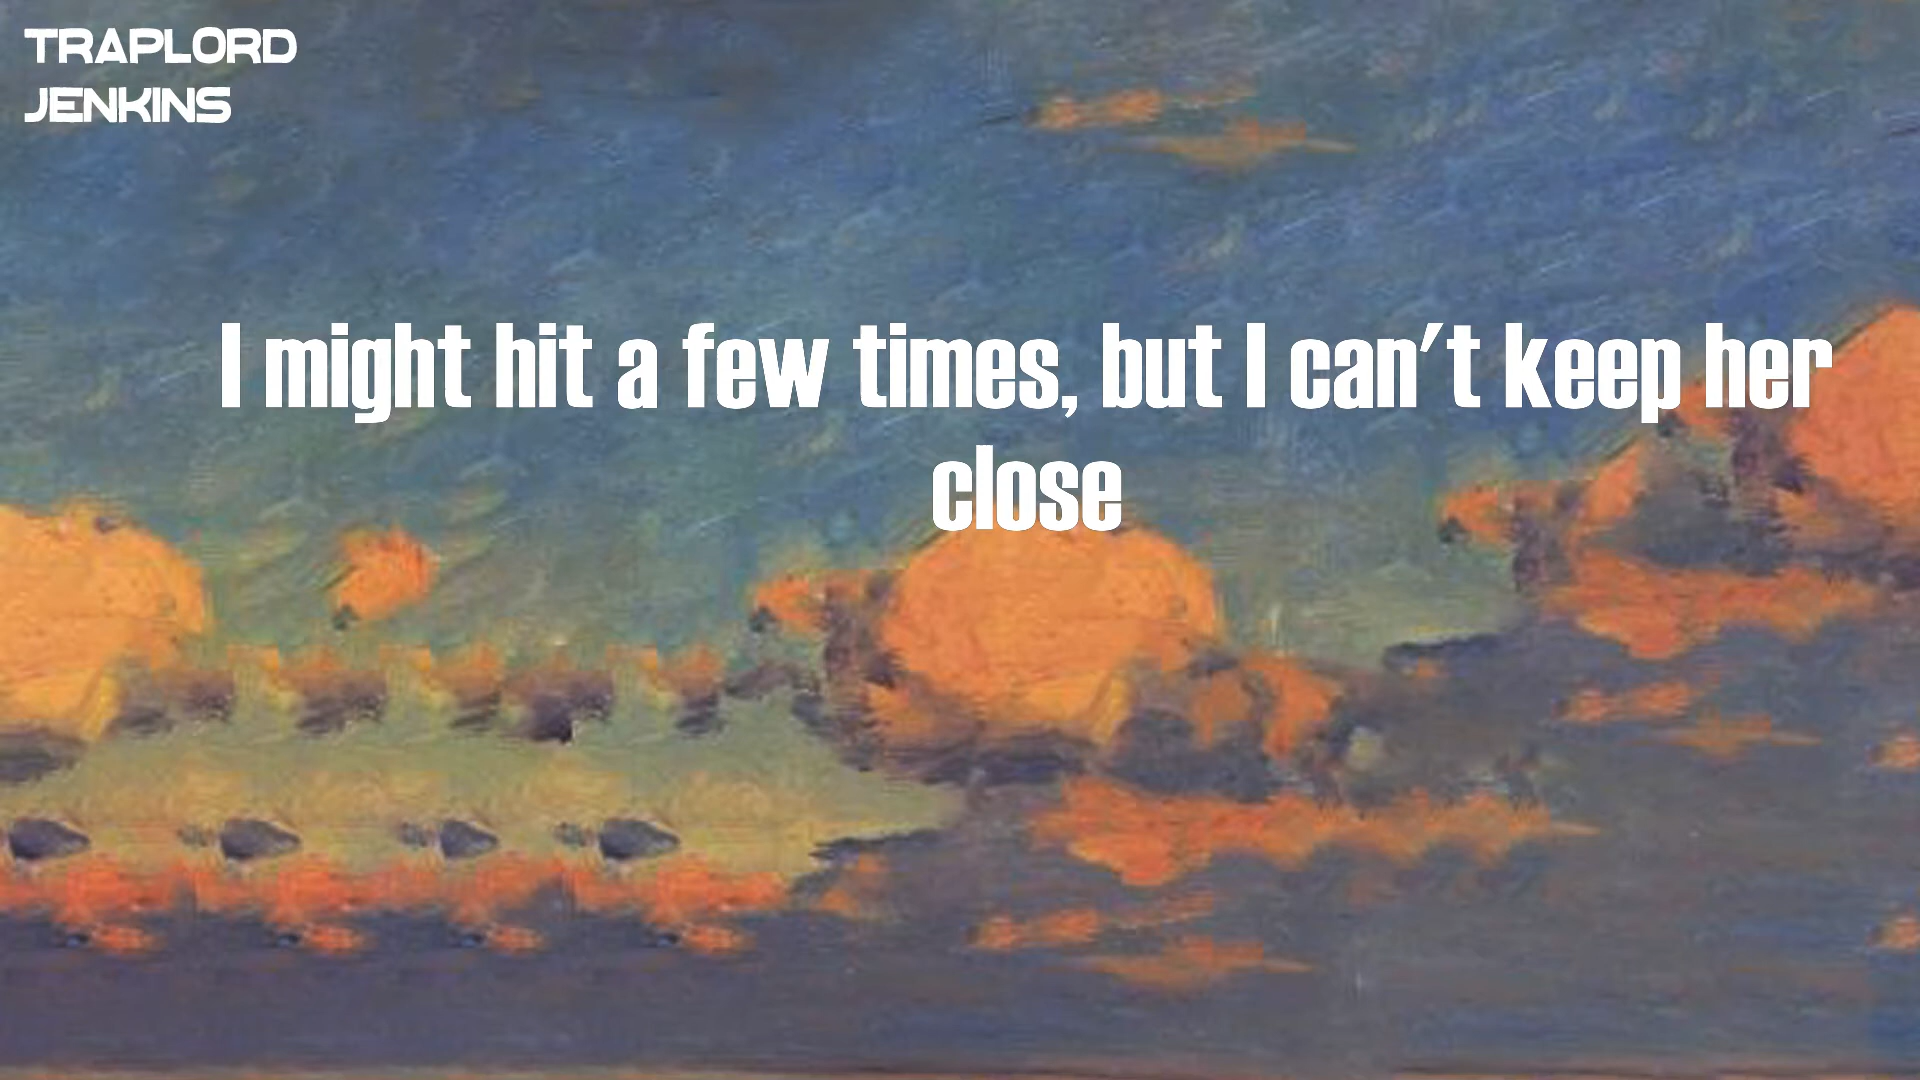 TRAPLORD
JENKINS
I might hit a few times, but I can't keep her
close